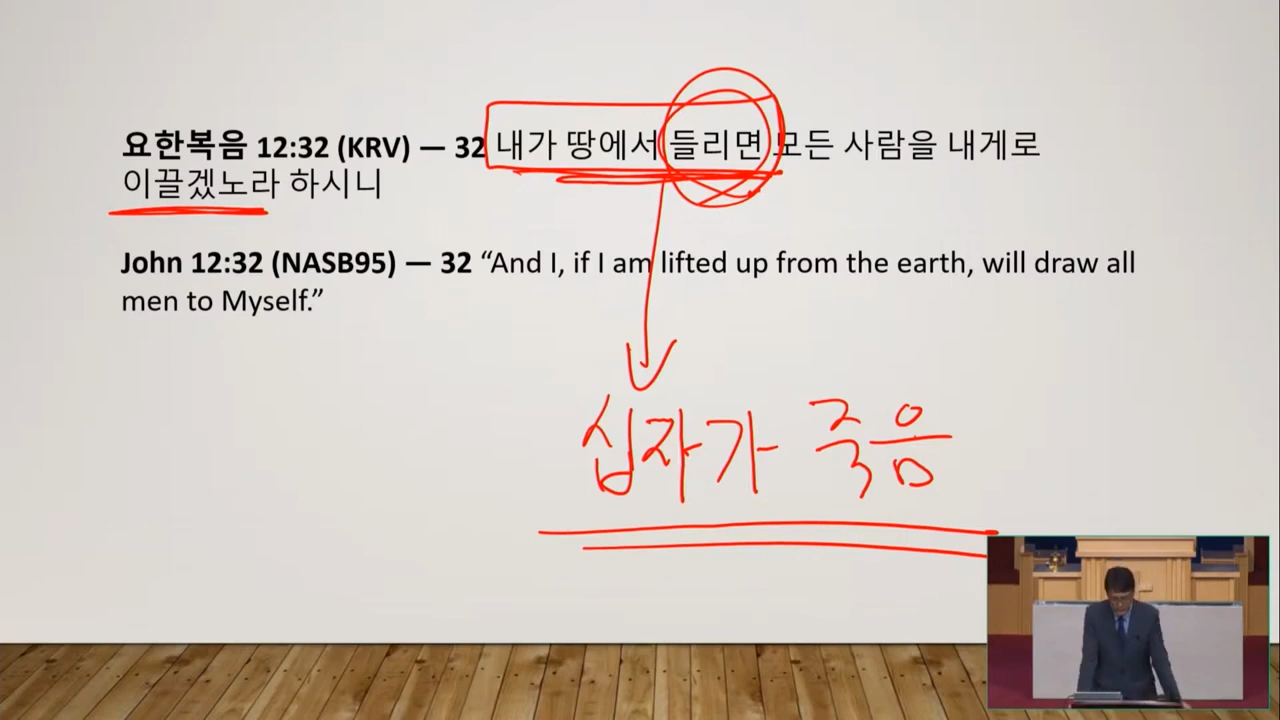 요한복음 12:32 (KRV) — 32 내가 땅에서 들리면 모든 사람을 내게로
이끌겠노라 하시니
John 12:32 (NASB95) — 32 “And I, if I am lifted up from the earth, will draw all
men to Myself.”
십자가 죽음